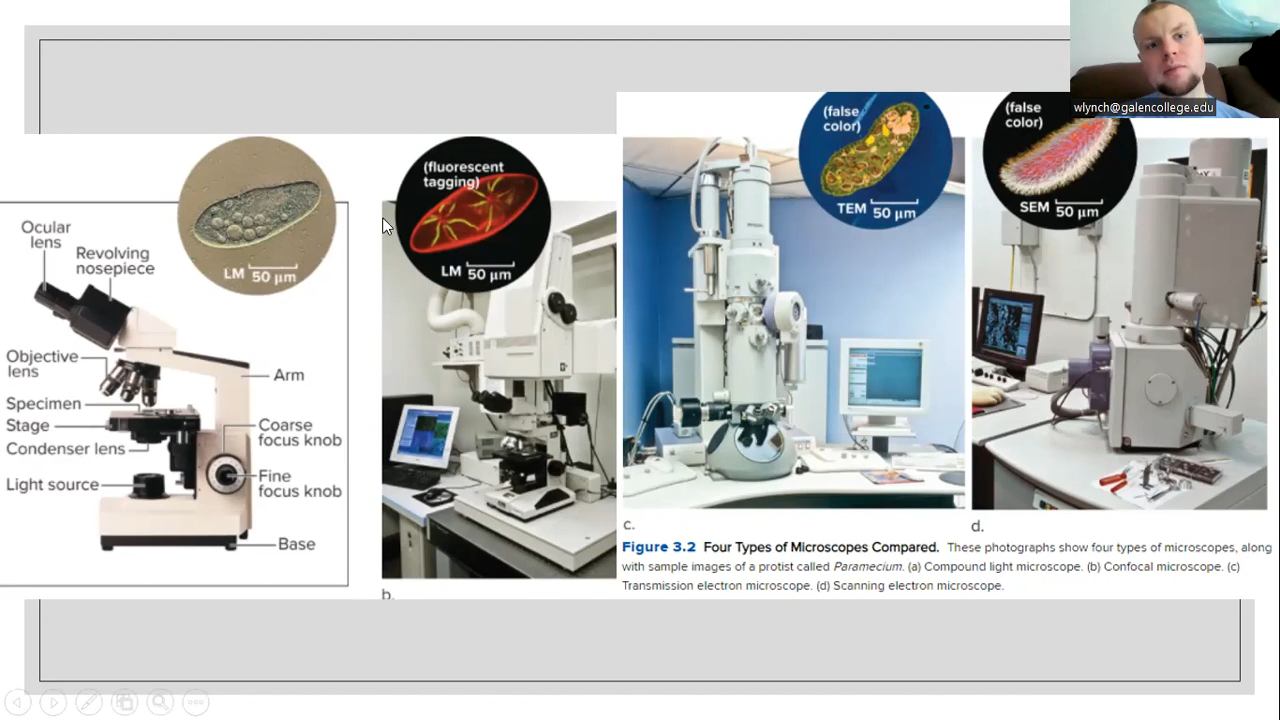 wlynch@galencollege.edu
LM 50 µm
Ocular
lens
Revolving
nosepiece
Objective
lens
Specimen
Stage
Condenser lens
Light source
Arm
Coarse
focus knob
Fine
focus knob
Base
(fluorescent
tagging)
LM 50 µm
b.
(false
color)
TEM 50 µm
c.
(false
color)
SEM 50 µm
d.
Figure 3.2 Four Types of Microscopes Compared. These photographs show four types of microscopes, along
with sample images of a protist called Paramecium. (a) Compound light microscope. (b) Confocal microscope. (c)
Transmission electron microscope. (d) Scanning electron microscope.